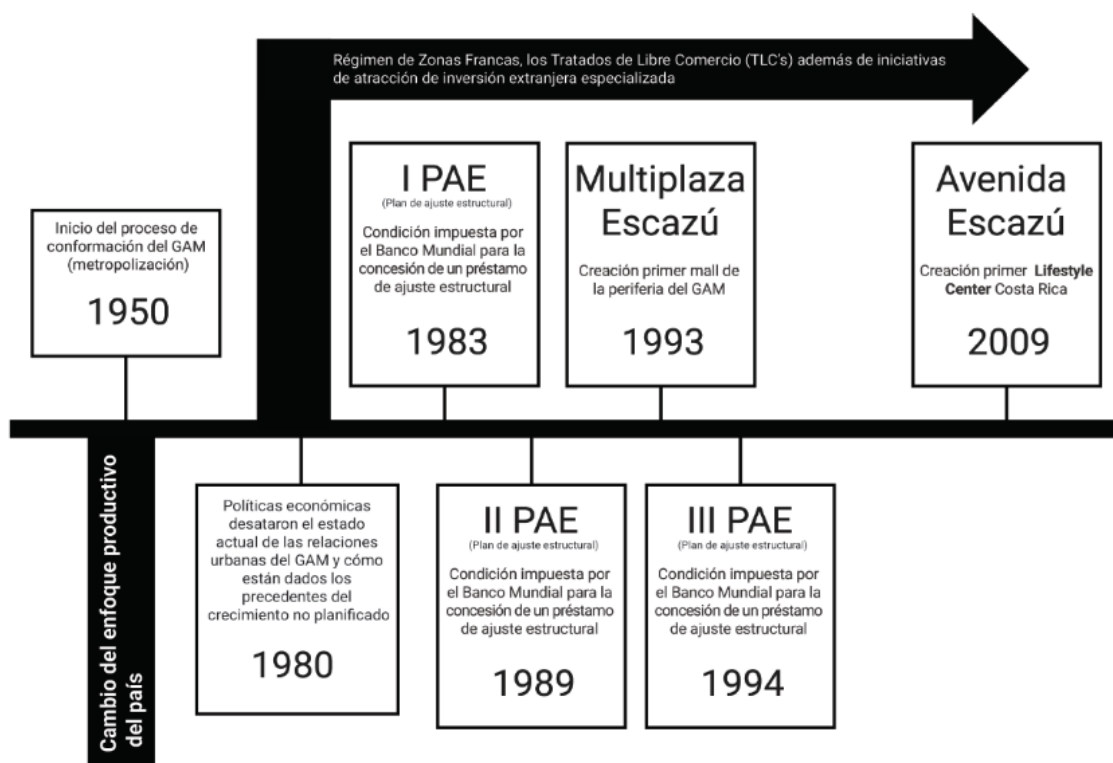 Régimen de Zonas Francas, los Tratados de Libre Comercio (TLC's) además de iniciativas
de atracción de inversión extranjera especializada
Inicio del proceso de
conformación del GAM
(metropolización)
1950
I PAE
(Plan de ajuste estructural)
Condición impuesta por
el Banco Mundial para la
concesión de un préstamo
de ajuste estructural
1983
Multiplaza
Escazú
Creación primer mall de
la periferia del GAM
1993
Avenida
Escazú
Creación primer Lifestyle
Center Costa Rica
2009
Cambio del enfoque productivo
del país
Políticas económicas
desataron el estado
actual de las relaciones
urbanas del GAM y cómo
están dados los
precedentes del
crecimiento no planificado
1980
II PAE
(Plan de ajuste estructural)
Condición impuesta por
el Banco Mundial para la
concesión de un préstamo
de ajuste estructural
1989
III PAE
(Plan de ajuste estructural)
Condición impuesta por
el Banco Mundial para la
concesión de un préstamo
de ajuste estructural
1994